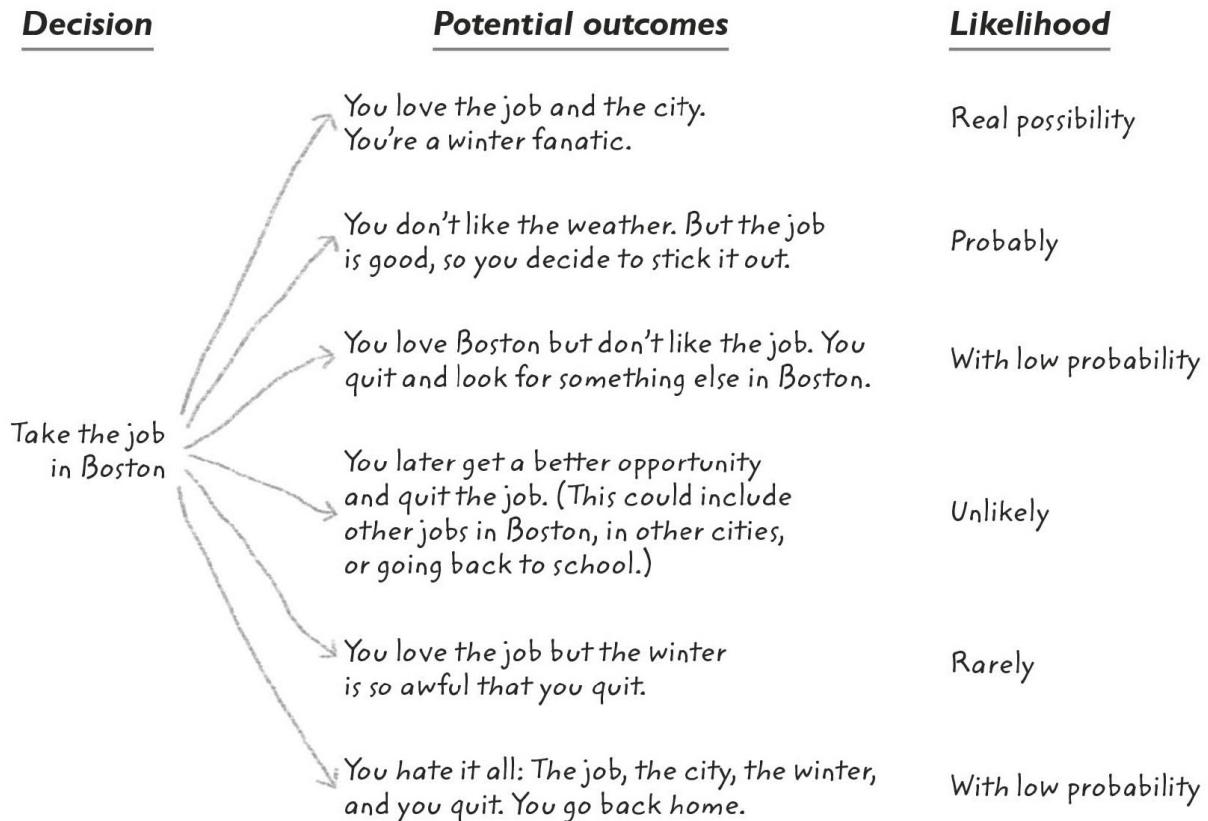 Decision
Potential outcomes
Likelihood
You love the job and the city.
You're a winter fanatic.
Real possibility
You don't like the weather. But the job
is good, so you decide to stick it out.
Probably
You love Boston but don't like the job. You
quit and look for something else in Boston.
With low probability
Take the job
in Boston
You later get a better opportunity
and quit the job. (This could include
other jobs in Boston, in other cities,
or going back to school.)
Unlikely
You love the job but the winter
is so awful that you quit.
Rarely
You hate it all: The job, the city, the winter,
and you quit. You go back home.
With low probability